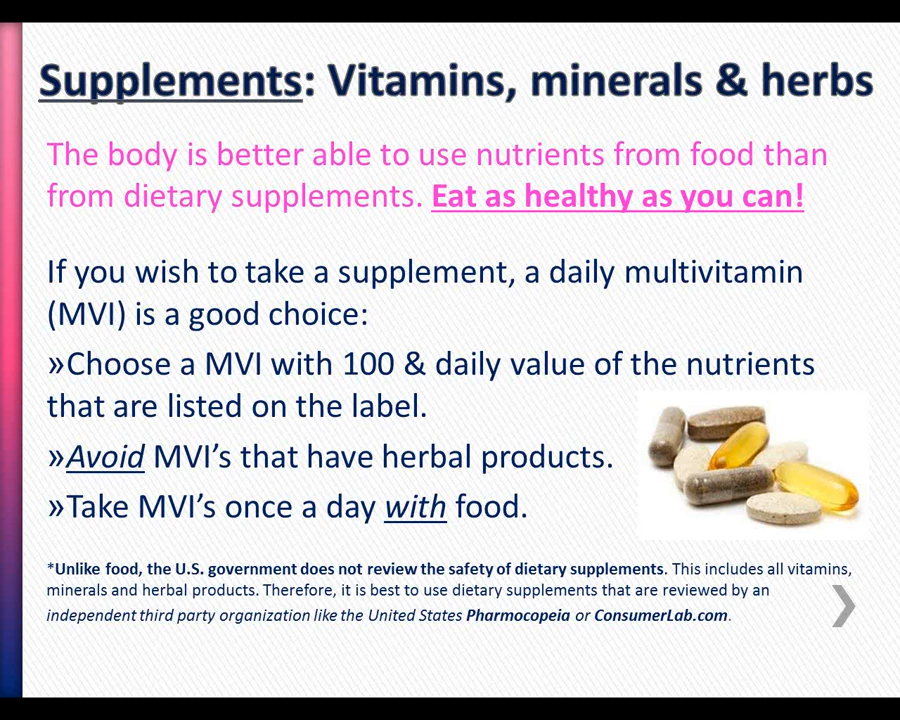 Supplements: Vitamins, minerals & herbs
The body is better able to use nutrients from food than
from dietary supplements. Eat as healthy as you can!
If you wish to take a supplement, a daily multivitamin
(MVI) is a good choice:
»Choose a MVI with 100 & daily value of the nutrients
that are listed on the label.
»Avoid MVI’s that have herbal products.
»Take MVI’s once a day with food.
*Unlike food, the U.S. government does not review the safety of dietary supplements. This includes all vitamins,
minerals and herbal products. Therefore, it is best to use dietary supplements that are reviewed by an
independent third party organization like the United States Pharmocopeia or ConsumerLab.com.